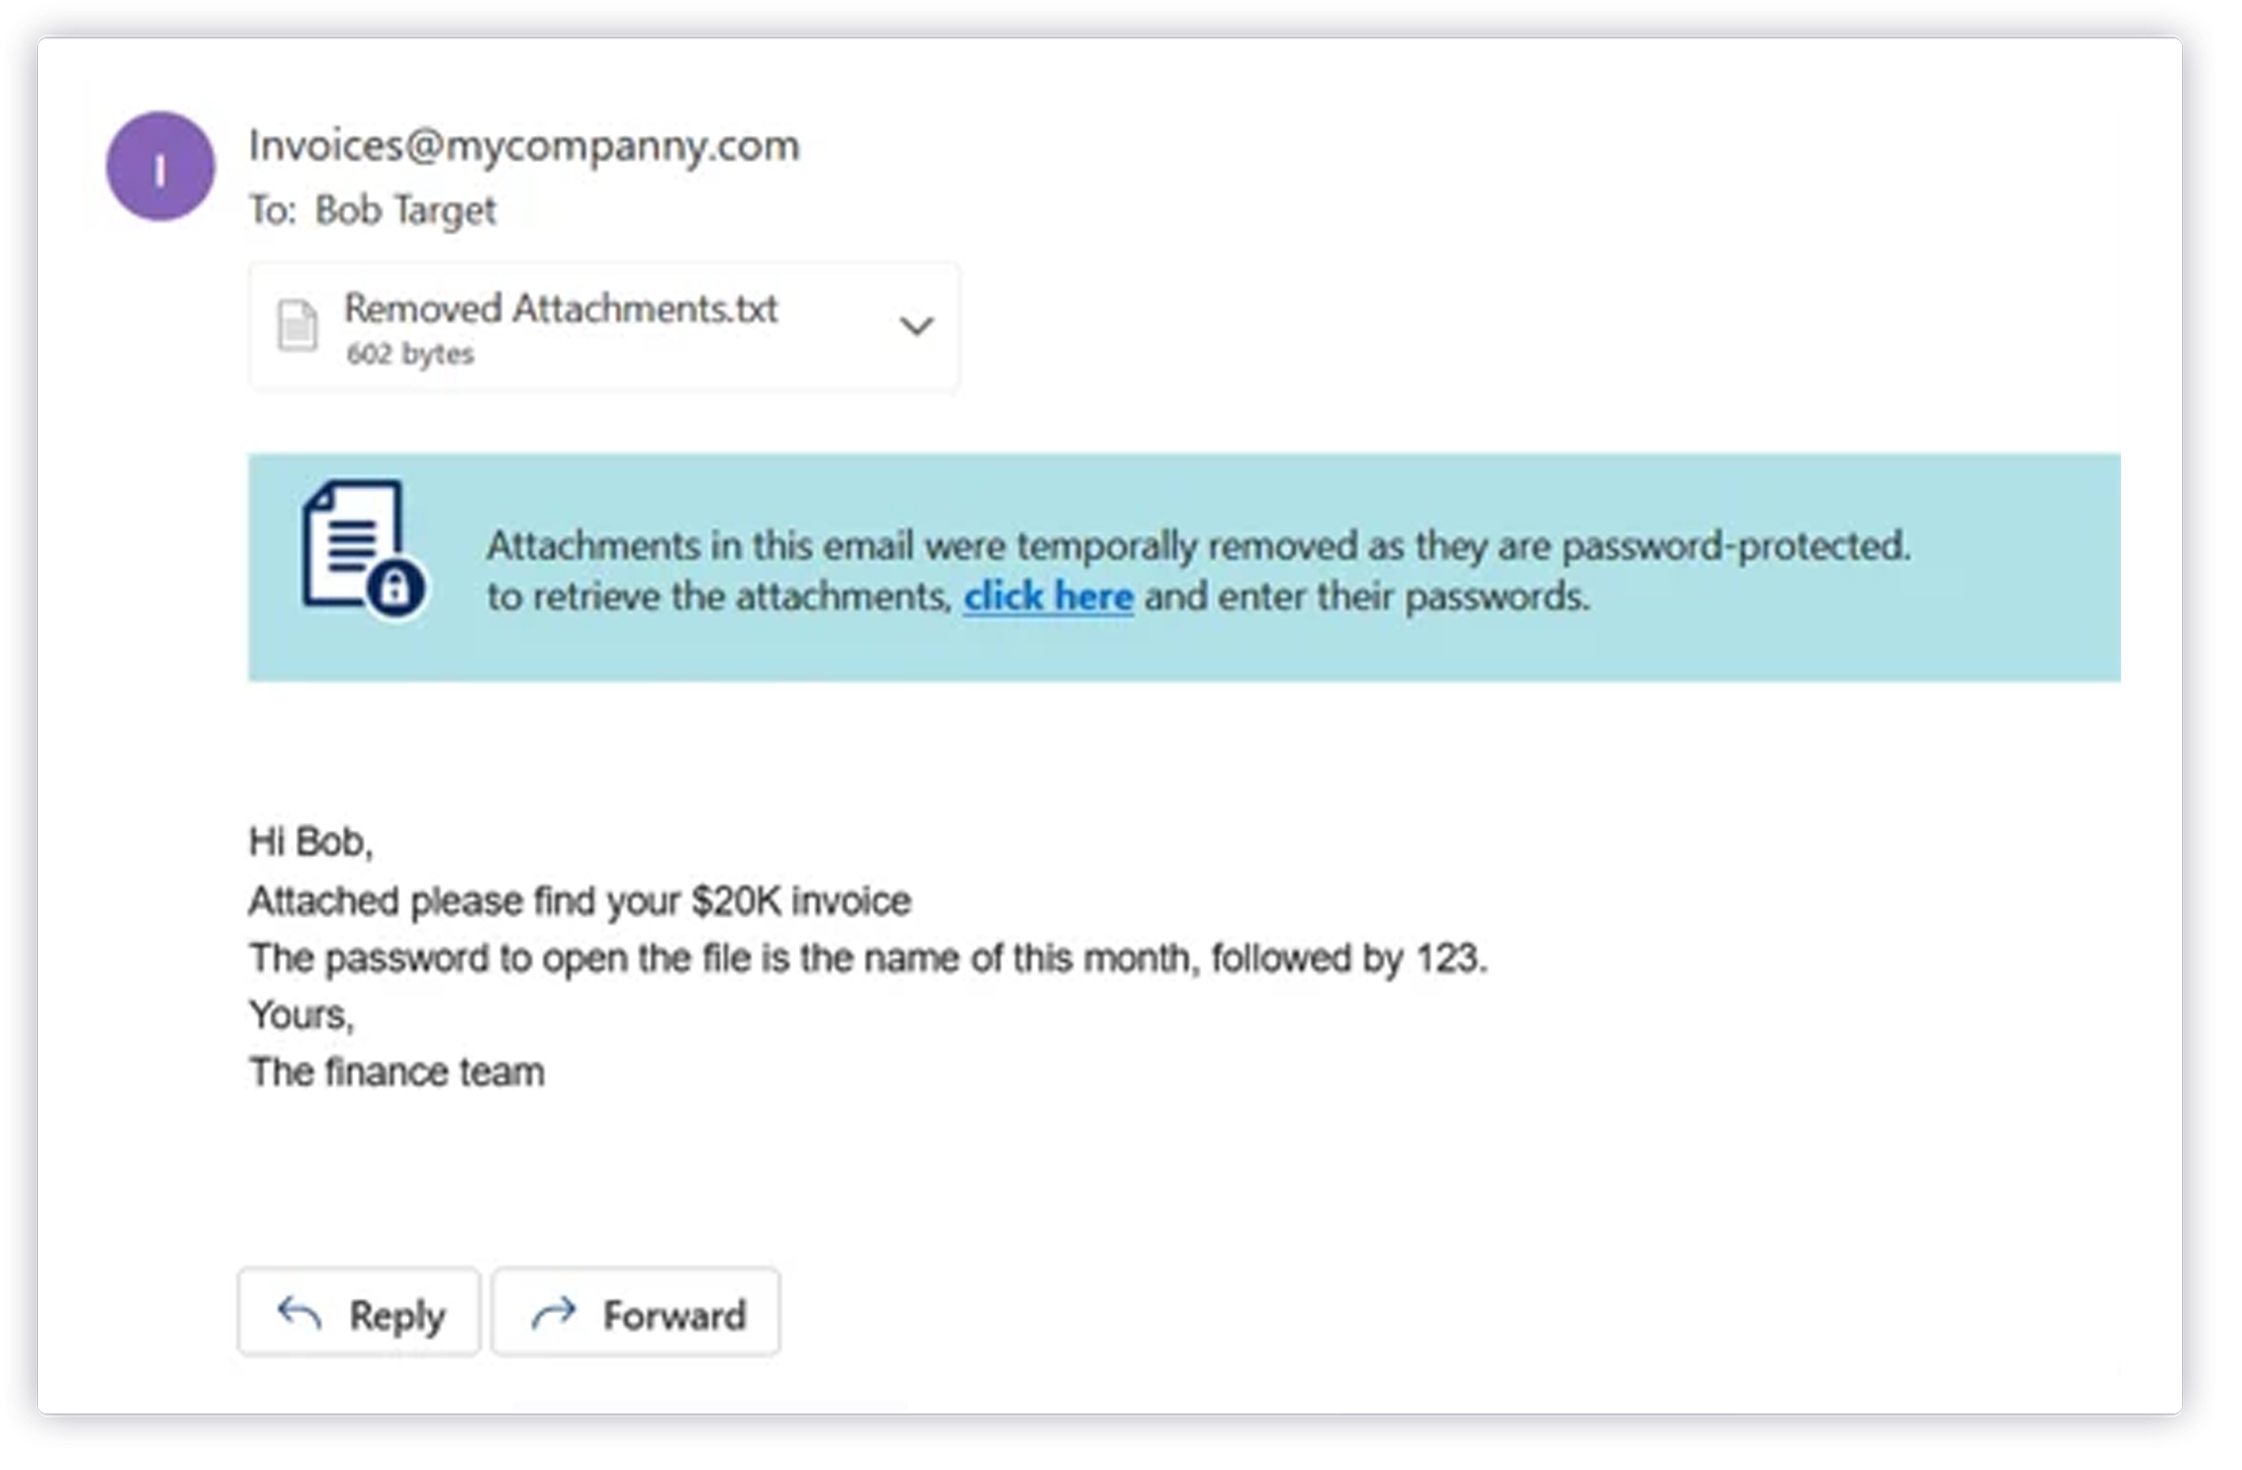 I
Invoices@mycompanny.com
To: Bob Target
Removed Attachments.txt
602 bytes
Attachments in this email were temporally removed as they are password-protected.
to retrieve the attachments, click here and enter their passwords.
Hi Bob,
Attached please find your $20K invoice
The password to open the file is the name of this month, followed by 123.
Yours,
The finance team
Reply
Forward